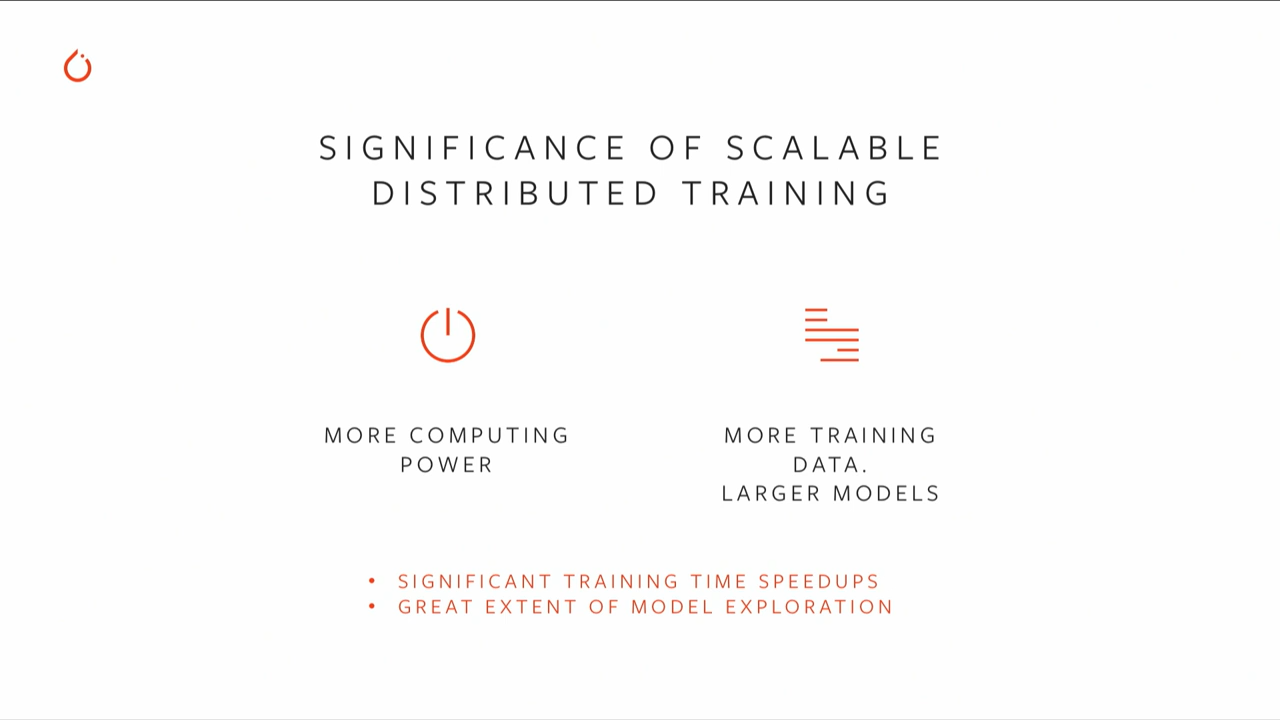 SIGNIFICANCE OF SCALABLE
DISTRIBUTED TRAINING
MORE COMPUTING
POWER
MORE TRAINING
DATA.
LARGER MODELS
• SIGNIFICANT TRAINING TIME SPEEDUPS
• GREAT EXTENT OF MODEL EXPLORATION